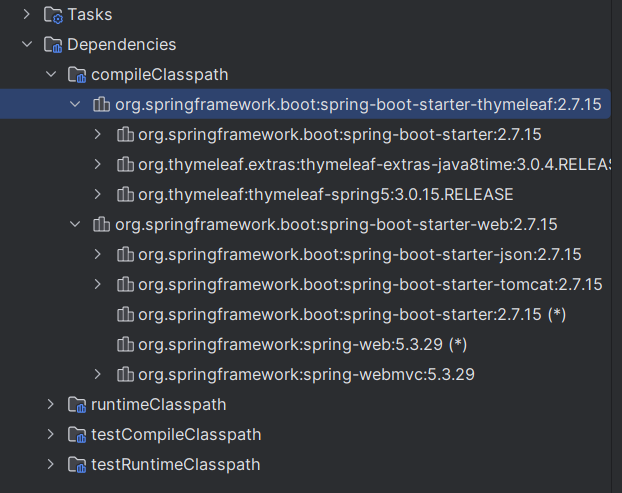 Tasks
Dependencies
compileClasspath
org.springframework.boot:spring-boot-starter-thymeleaf:2.7.15
org.springframework.boot:spring-boot-starter:2.7.15
org.thymeleaf.extras:thymeleaf-extras-java8time:3.0.4.RELEA
org.thymeleaf:thymeleaf-spring5:3.0.15.RELEASE
org.springframework.boot:spring-boot-starter-web:2.7.15
org.springframework.boot:spring-boot-starter-json:2.7.15
org.springframework.boot:spring-boot-starter-tomcat:2.7.15
org.springframework.boot:spring-boot-starter:2.7.15 (*)
org.springframework:spring-web:5.3.29 (*)
org.springframework:spring-webmvc:5.3.29
runtimeClasspath
testCompileClasspath
testRuntimeClasspath